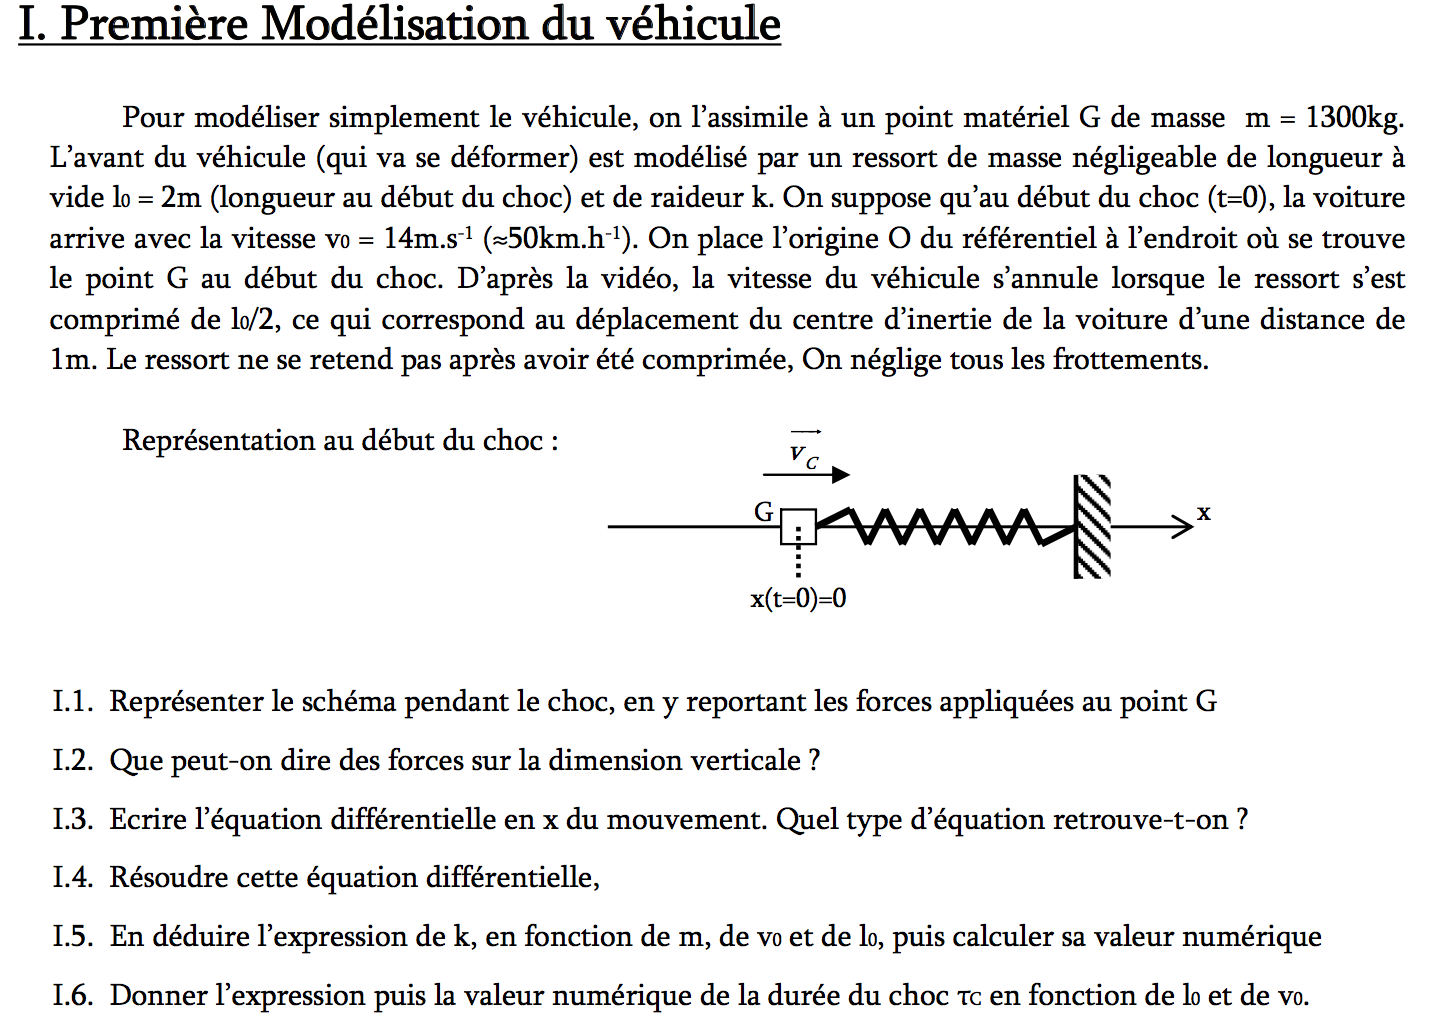 I. Première Modélisation du véhicule
Pour modéliser simplement le véhicule, on l'assimile à un point matériel G de masse m = 1300kg.
L'avant du véhicule (qui va se déformer) est modélisé par un ressort de masse négligeable de longueur à
vide l0 = 2m (longueur au début du choc) et de raideur k. On suppose qu'au début du choc (t=0), la voiture
arrive avec la vitesse v0 = 14m.s-1 (≈50km.h-1). On place l'origine O du référentiel à l'endroit où se trouve
le point G au début du choc. D'après la vidéo, la vitesse du véhicule s'annule lorsque le ressort s'est
comprimé de l0/2, ce qui correspond au déplacement du centre d'inertie de la voiture d'une distance de
1m. Le ressort ne se retend pas après avoir été comprimée, On néglige tous les frottements.
Représentation au début du choc :
vC
G
x
x(t=0)=0
I.1. Représenter le schéma pendant le choc, en y reportant les forces appliquées au point G
I.2. Que peut-on dire des forces sur la dimension verticale ?
I.3. Ecrire l'équation différentielle en x du mouvement. Quel type d'équation retrouve-t-on ?
I.4. Résoudre cette équation différentielle,
I.5. En déduire l'expression de k, en fonction de m, de v0 et de l0, puis calculer sa valeur numérique
I.6. Donner l'expression puis la valeur numérique de la durée du choc τC en fonction de l0 et de v0.